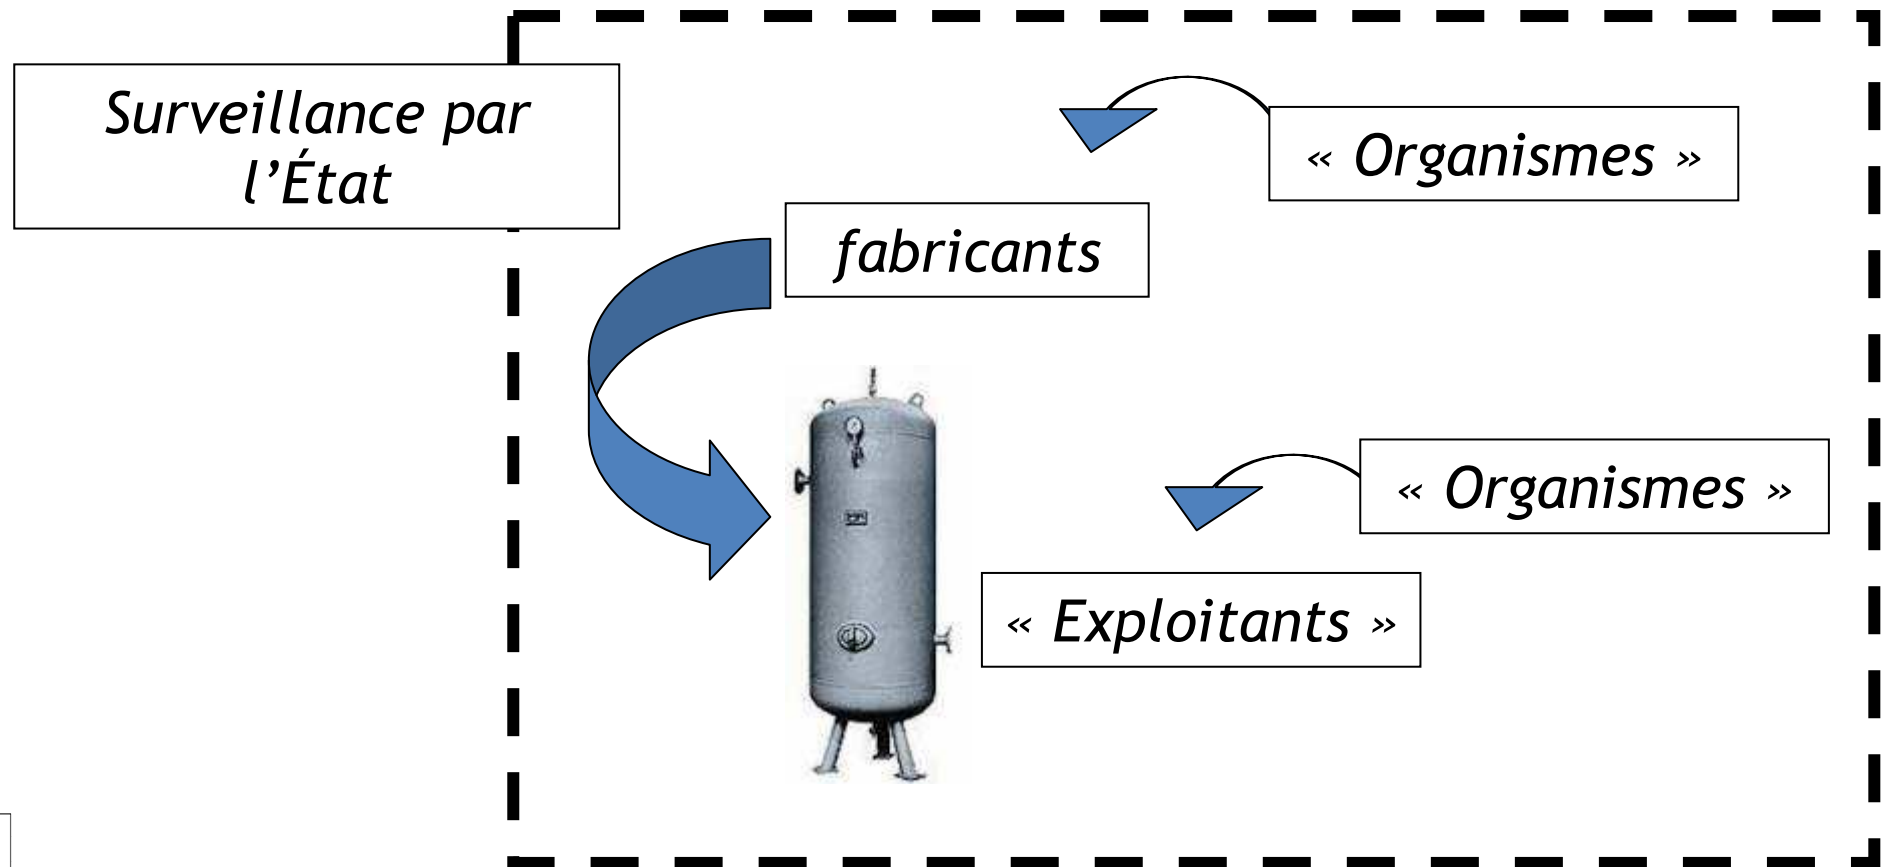 Surveillance par
l’État
« Organismes »
fabricants
« Organismes »
« Exploitants »